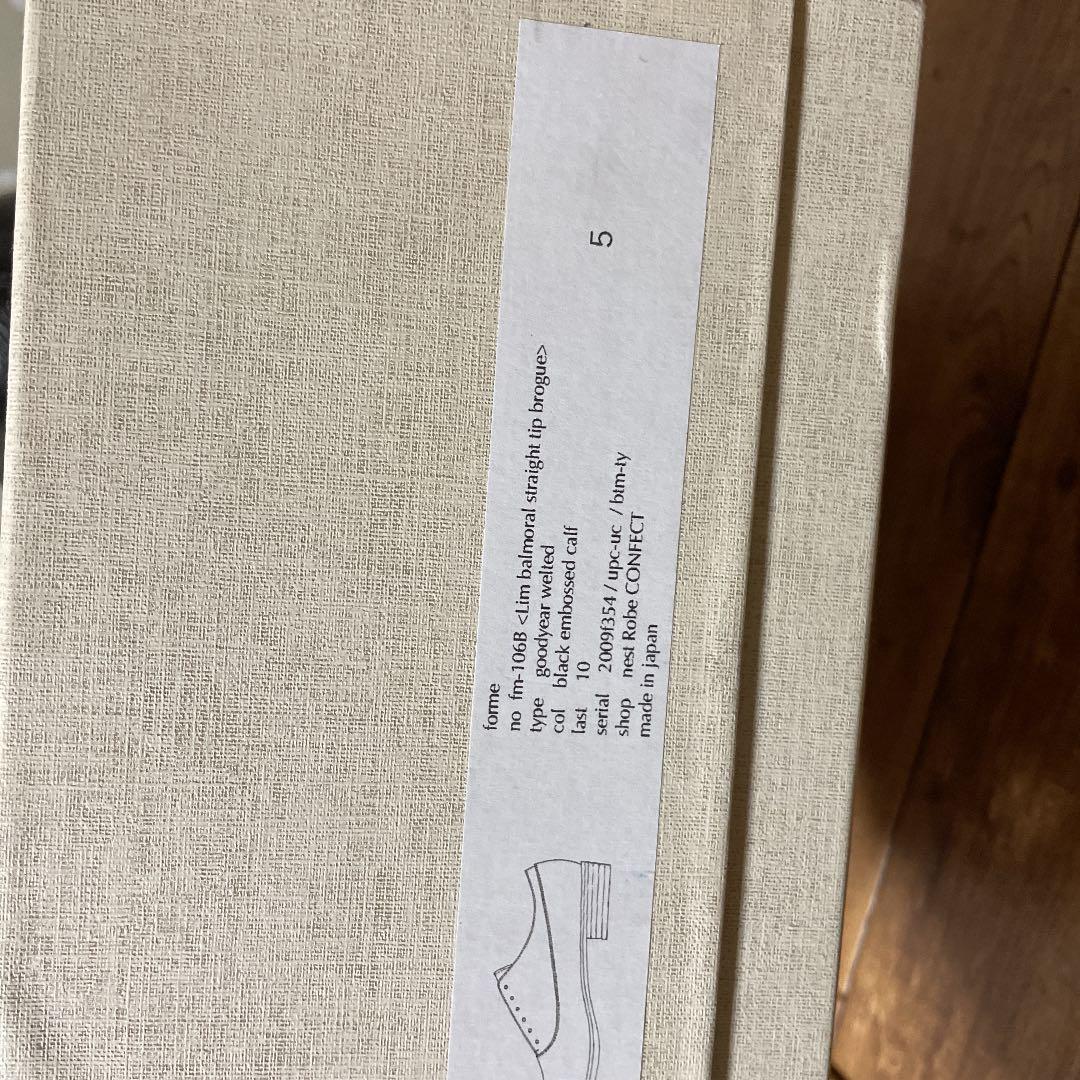 forme
no fm-106B <Lim balmoral straight tip brogue>
type goodyear welted
col black embossed calf
last 10
serial 2009f354 / upc-uc / btm-ty
shop nest Robe CONFECT
made in japan
5